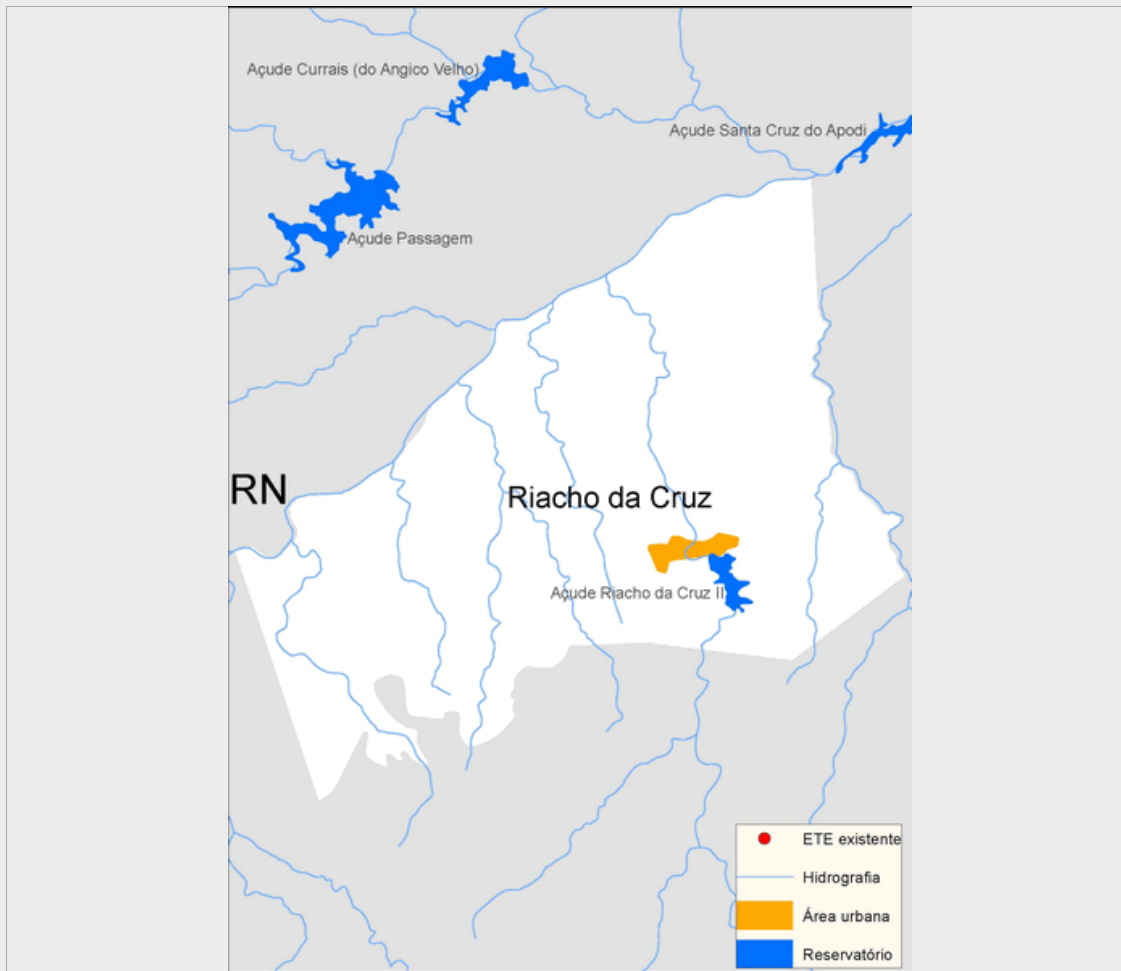 Açude Currais (do Angico Velho)
Açude Santa Cruz do Apodi
Açude Passagem
RN
Riacho da Cruz
Açude Riacho da Cruz II
ETE existente
Hidrografia
Área urbana
Reservatório